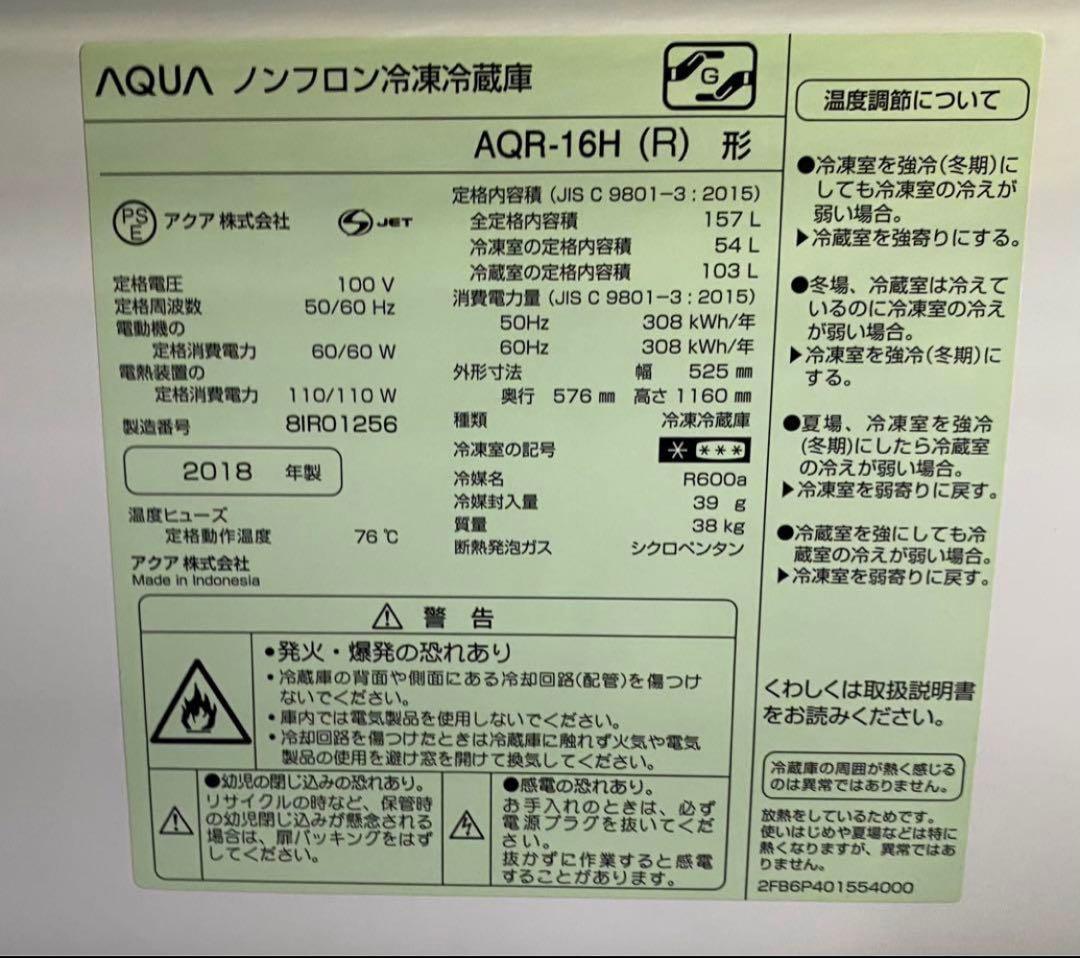 AQUA ノンフロン冷凍冷蔵庫
G
AQR-16H (R) 形
PS
E
アクア 株式会社
JET
定格電圧 100 V
定格周波数 50/60 Hz
電動機の
定格消費電力 60/60 W
電熱装置の
定格消費電力 110/110 W
製造番号 8IR01256
2018 年製
温度ヒューズ
定格動作温度 76 ℃
アクア 株式会社
Made in Indonesia
定格内容積 (JIS C 9801-3 : 2015)
全定格内容積 157 L
冷凍室の定格内容積 54 L
冷蔵室の定格内容積 103 L
消費電力量 (JIS C 9801-3 : 2015)
50Hz 308 kWh/年
60Hz 308 kWh/年
外形寸法 幅 525 ㎜
奥行 576 ㎜ 高さ 1160 ㎜
種類 冷凍冷蔵庫
冷凍室の記号 * ***
冷媒名 R600a
冷媒封入量 39 g
質量 38 kg
断熱発泡ガス シクロペンタン
⚠ 警 告
●発火・爆発の恐れあり
・冷蔵庫の背面や側面にある冷却回路(配管)を傷つけ
ないでください。
・庫内では電気製品を使用しないでください。
・冷却回路を傷つけたときは冷蔵庫に触れず火気や電気
製品の使用を避け窓を開けて換気してください。
●幼児の閉じ込みの恐れあり。
リサイクルの時など、保管時
の幼児閉じ込みが懸念される
場合は、扉パッキングをはず
してください。
●感電の恐れあり。
お手入れのときは、必ず
電源プラグを抜いてくだ
さい。
抜かずに作業すると感電
することがあります。
温度調節について
●冷凍室を強冷(冬期)に
しても冷凍室の冷えが
弱い場合。
▶冷蔵室を強寄りにする。
●冬場、冷蔵室は冷えて
いるのに冷凍室の冷え
が弱い場合。
▶冷凍室を強冷(冬期)に
する。
●夏場、冷凍室を強冷
(冬期)にしたら冷蔵室
の冷えが弱い場合。
▶冷凍室を弱寄りに戻す。
●冷蔵室を強にしても冷
蔵室の冷えが弱い場合。
▶冷凍室を弱寄りに戻す。
くわしくは取扱説明書
をお読みください。
冷蔵庫の周囲が熱く感じる
のは異常ではありません。
放熱をしているためです。
使いはじめや夏場などは特に
熱くなりますが、異常ではあ
りません。
2FB6P401554000